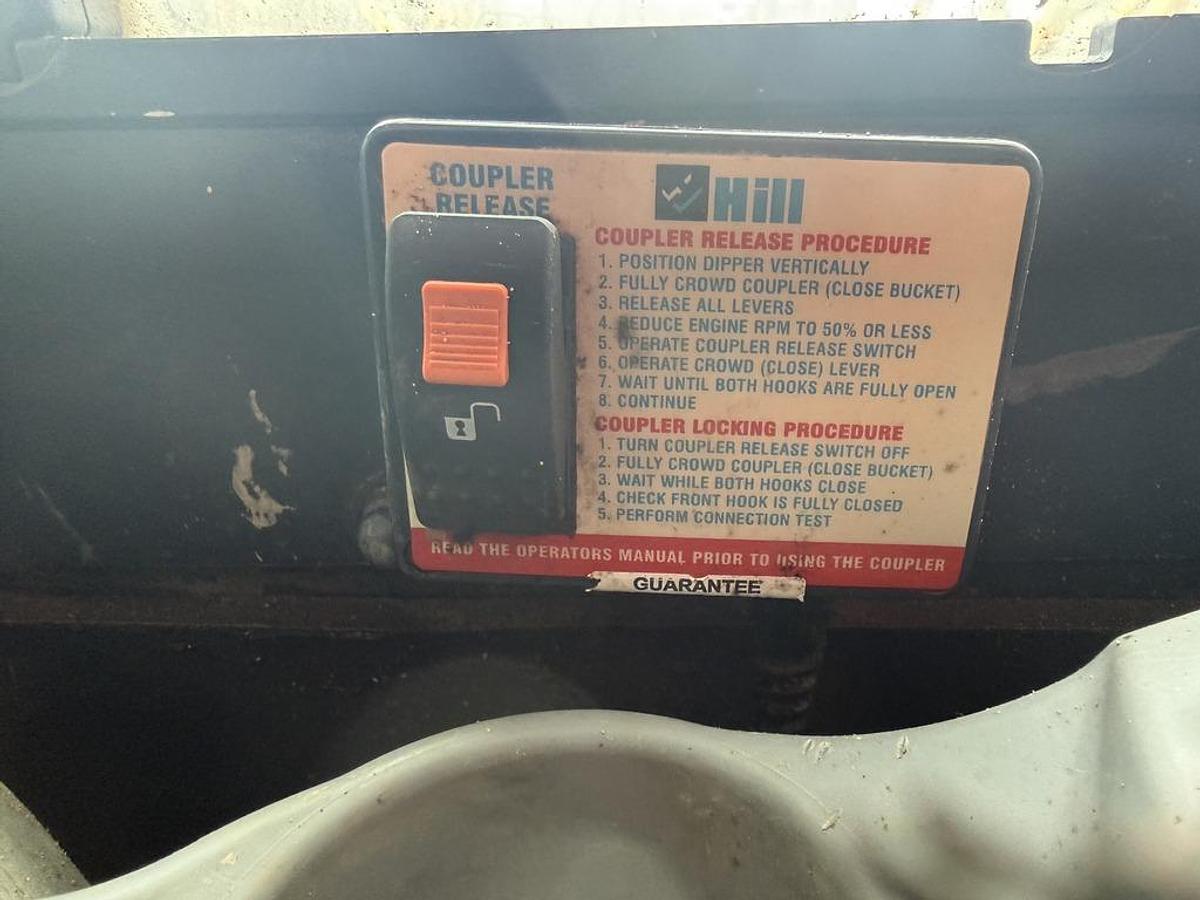 COUPLER
RELEASE
Hill
COUPLER RELEASE PROCEDURE
1. POSITION DIPPER VERTICALLY
2. FULLY CROWD COUPLER (CLOSE BUCKET)
3. RELEASE ALL LEVERS
4. REDUCE ENGINE RPM TO 50% OR LESS
5. OPERATE COUPLER RELEASE SWITCH
6. OPERATE CROWD (CLOSE) LEVER
7. WAIT UNTIL BOTH HOOKS ARE FULLY OPEN
8. CONTINUE
COUPLER LOCKING PROCEDURE
1. TURN COUPLER RELEASE SWITCH OFF
2. FULLY CROWD COUPLER (CLOSE BUCKET)
3. WAIT WHILE BOTH HOOKS CLOSE
4. CHECK FRONT HOOK IS FULLY CLOSED
5. PERFORM CONNECTION TEST
READ THE OPERATORS MANUAL PRIOR TO USING THE COUPLER
GUARANTEE